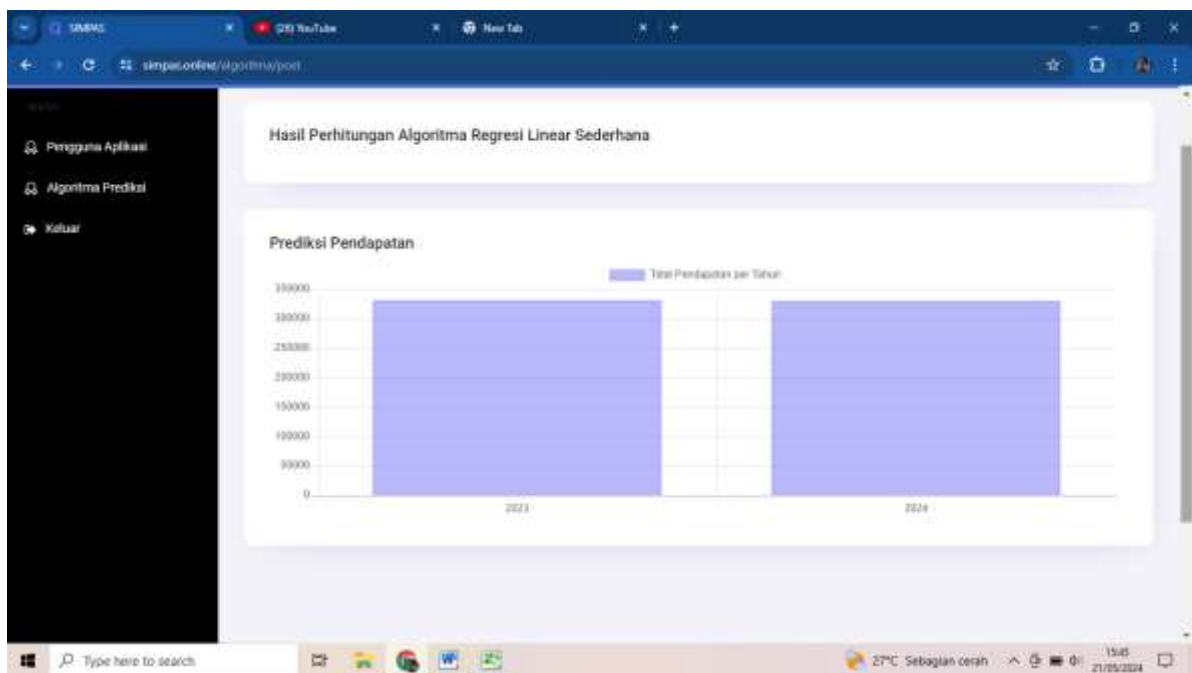 SIMPAS
(20) YouTube
New Tab
simpas.online/algoritma/post
Pengguna Aplikasi
Algoritma Prediksi
Keluar
Hasil Perhitungan Algoritma Regresi Linear Sederhana
Prediksi Pendapatan
Total Pendapatan per Tahun
350000
300000
250000
200000
150000
100000
50000
0
2023
2024
Type here to search
27°C Sebagian cerah
15:45
21/05/2024